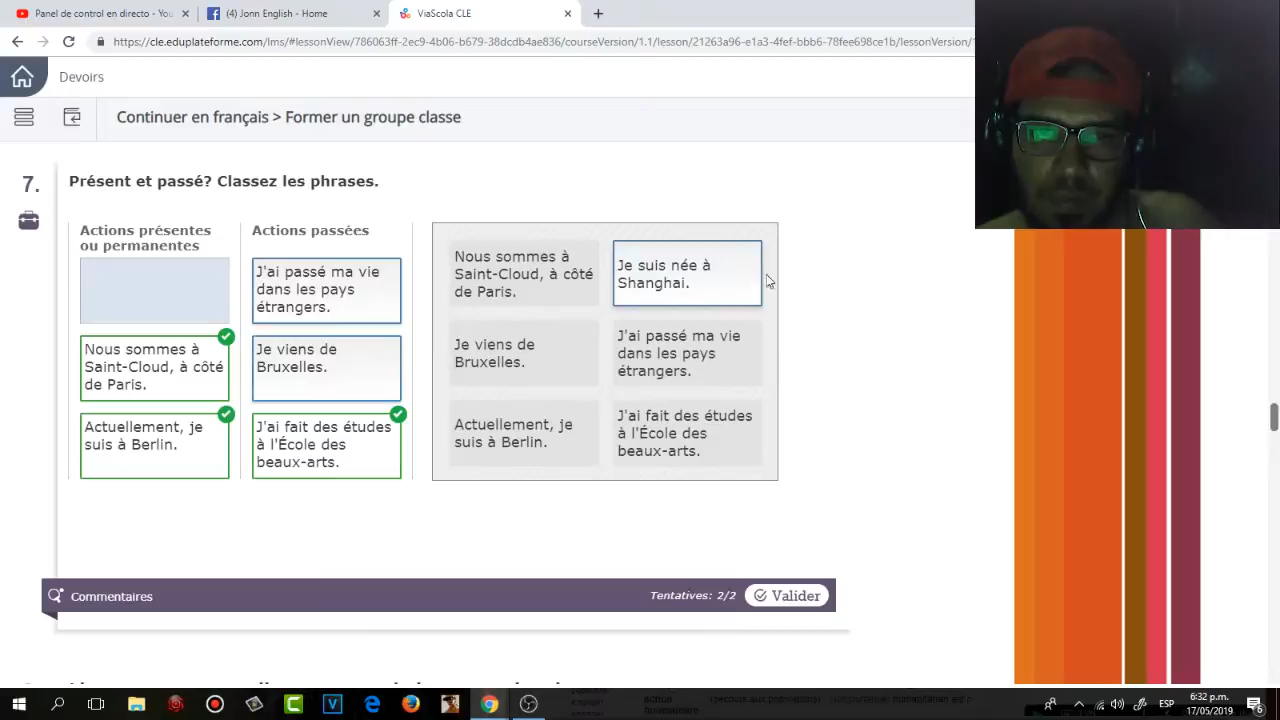 Panel de control en directo - You
(4) Jonn English - Home
ViaScola CLE
https://cle.eduplateforme.com/lms/#lessonView/786063ff-2ec9-4b06-b679-38dcdb4ae836/courseVersion/1.1/lesson/21263a96-e1a3-4fef-bbb6-78fee698ce1b/lessonVersion/
Devoirs
Continuer en français > Former un groupe classe
7.
Présent et passé? Classez les phrases.
Actions présentes
ou permanentes
Actions passées
J'ai passé ma vie
dans les pays
étrangers.
Nous sommes à
Saint-Cloud, à côté
de Paris.
Je viens de
Bruxelles.
Actuellement, je
suis à Berlin.
J'ai fait des études
à l'École des
beaux-arts.
Nous sommes à
Saint-Cloud, à côté
de Paris.
Je suis née à
Shanghai.
Je viens de
Bruxelles.
J'ai passé ma vie
dans les pays
étrangers.
Actuellement, je
suis à Berlin.
J'ai fait des études
à l'École des
beaux-arts.
Commentaires
Tentatives: 2/2
Valider
ESP
6:32 p.m.
17/05/2019